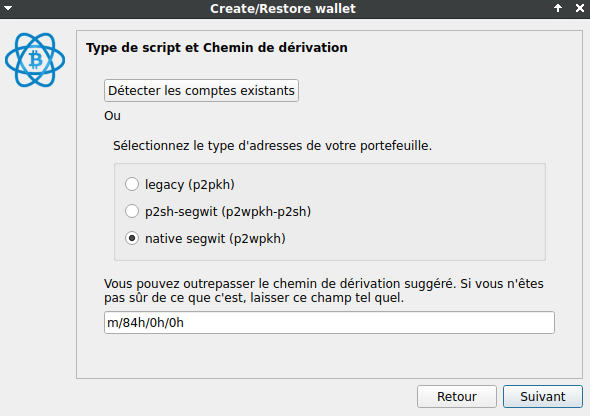 Create/Restore wallet
Type de script et Chemin de dérivation
Détecter les comptes existants
Ou
Sélectionnez le type d'adresses de votre portefeuille.
legacy (p2pkh)
p2sh-segwit (p2wpkh-p2sh)
native segwit (p2wpkh)
Vous pouvez outrepasser le chemin de dérivation suggéré. Si vous n'êtes
pas sûr de ce que c'est, laisser ce champ tel quel.
m/84h/0h/0h
Retour
Suivant